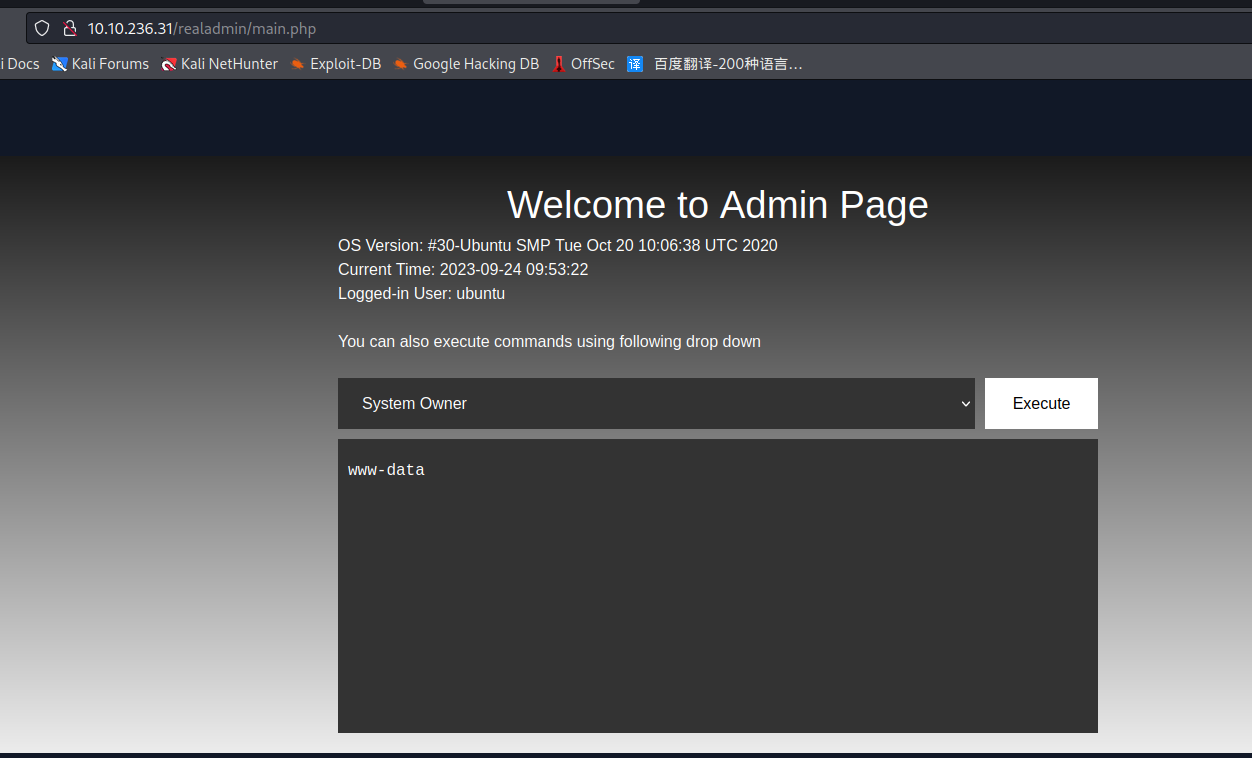 10.10.236.31/realadmin/main.php
i Docs Kali Forums Kali NetHunter Exploit-DB Google Hacking DB OffSec 译 百度翻译-200种语言…
Welcome to Admin Page
OS Version: #30-Ubuntu SMP Tue Oct 20 10:06:38 UTC 2020
Current Time: 2023-09-24 09:53:22
Logged-in User: ubuntu
You can also execute commands using following drop down
System Owner Execute
www-data